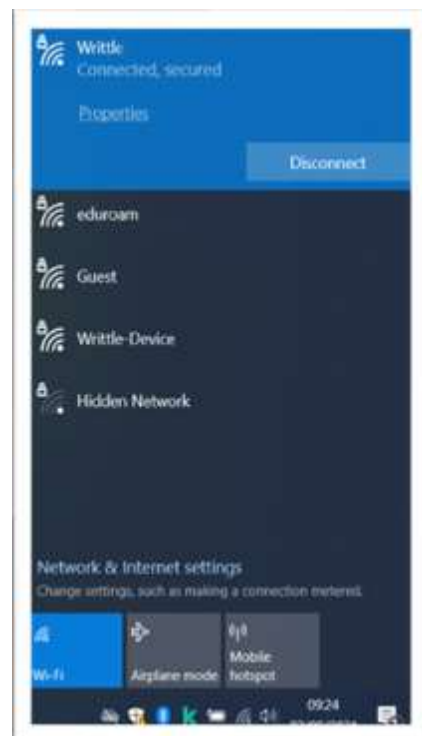 Writtle
Connected, secured
Properties
Disconnect
eduroam
Guest
Writtle-Device
Hidden Network
Network & Internet settings
Change settings, such as making a connection metered.
Wi-Fi
Airplane mode
Mobile
hotspot
09:24